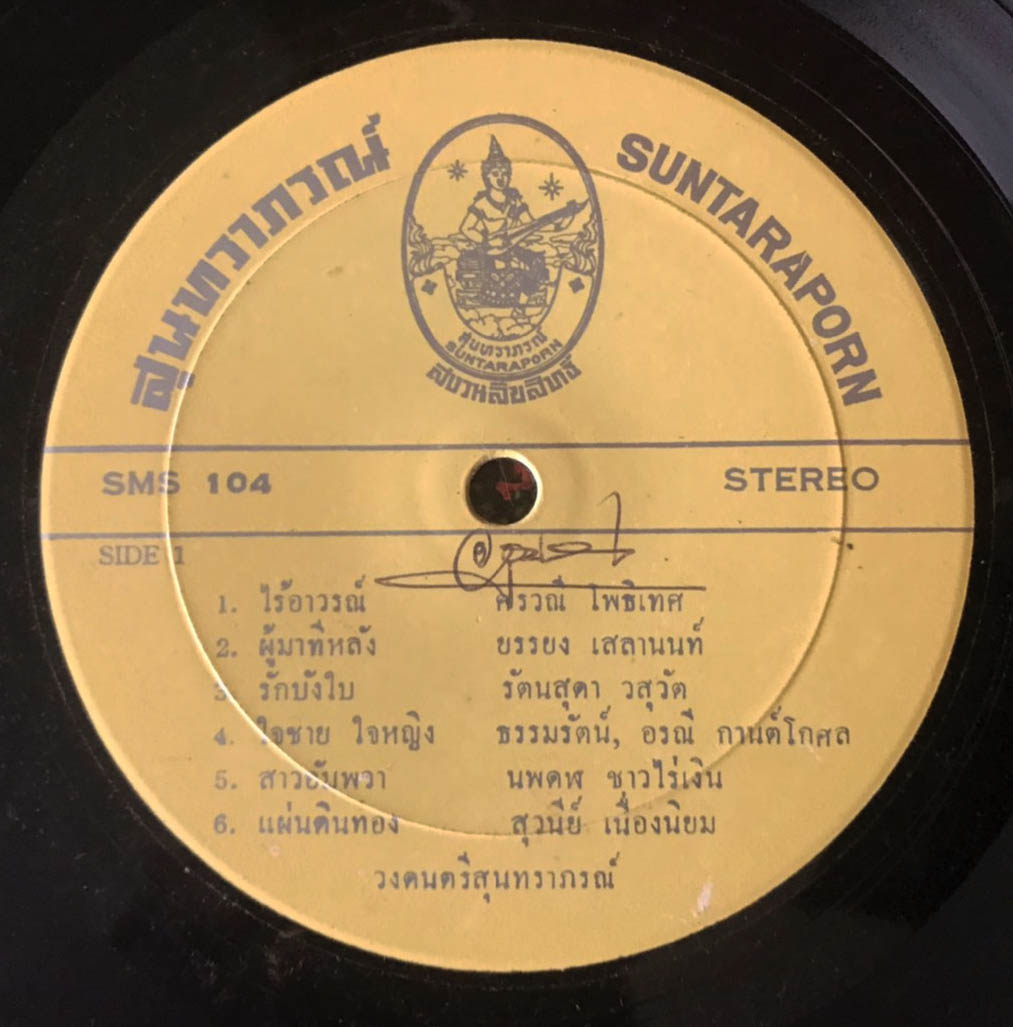 สุนทราภรณ์
SUNTARAPORN
สุนทราภรณ์
SUNTARAPORN
สงวนลิขสิทธิ์
SMS 104
STEREO
SIDE 1
1. ไร้อาวรณ์ ศรวณี โพธิเทศ
2. ผู้มาทีหลัง ยรรยง เสลานนท์
3. รักบังใบ รัตนสุดา วสุวัต
4. ใจชาย ใจหญิง ธรรมรัตน์, อรณี กานต์โกศล
5. สาวอัมพวา นพดฬ ชาวไร่เงิน
6. แผ่นดินทอง สุวนีย์ เนื่องนิยม
วงดนตรีสุนทราภรณ์